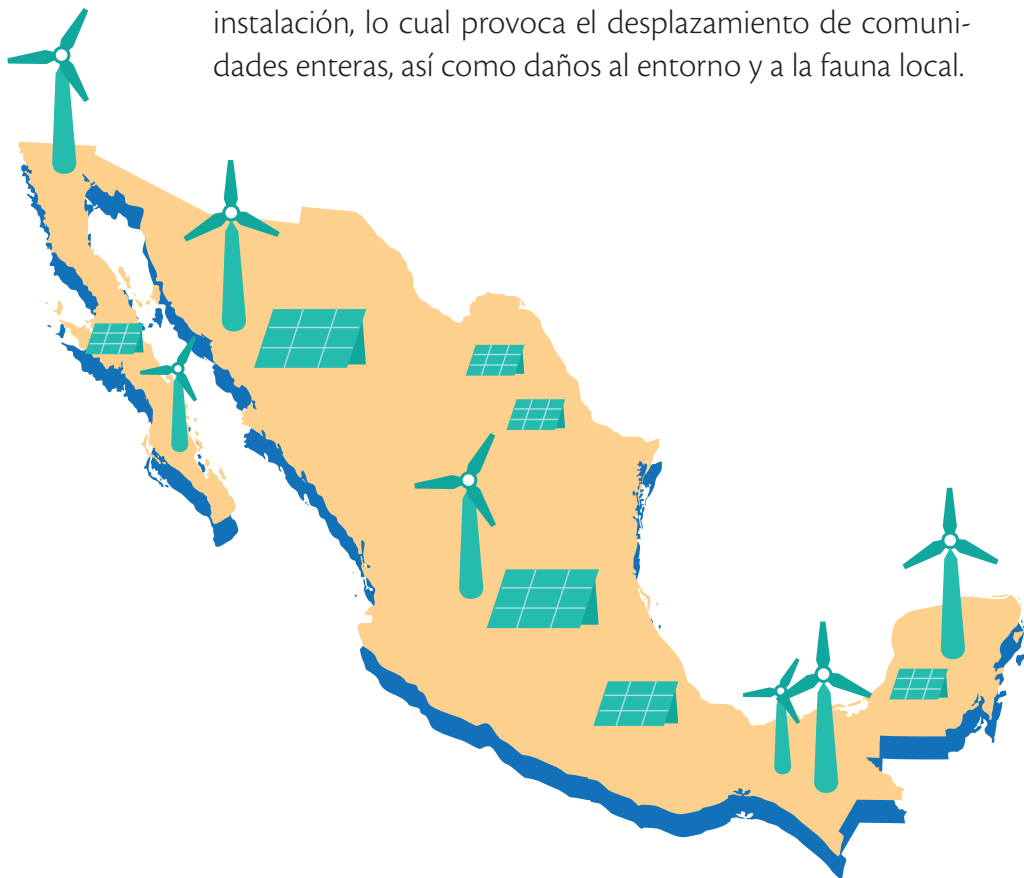 instalación, lo cual provoca el desplazamiento de comuni-
dades enteras, así como daños al entorno y a la fauna local.